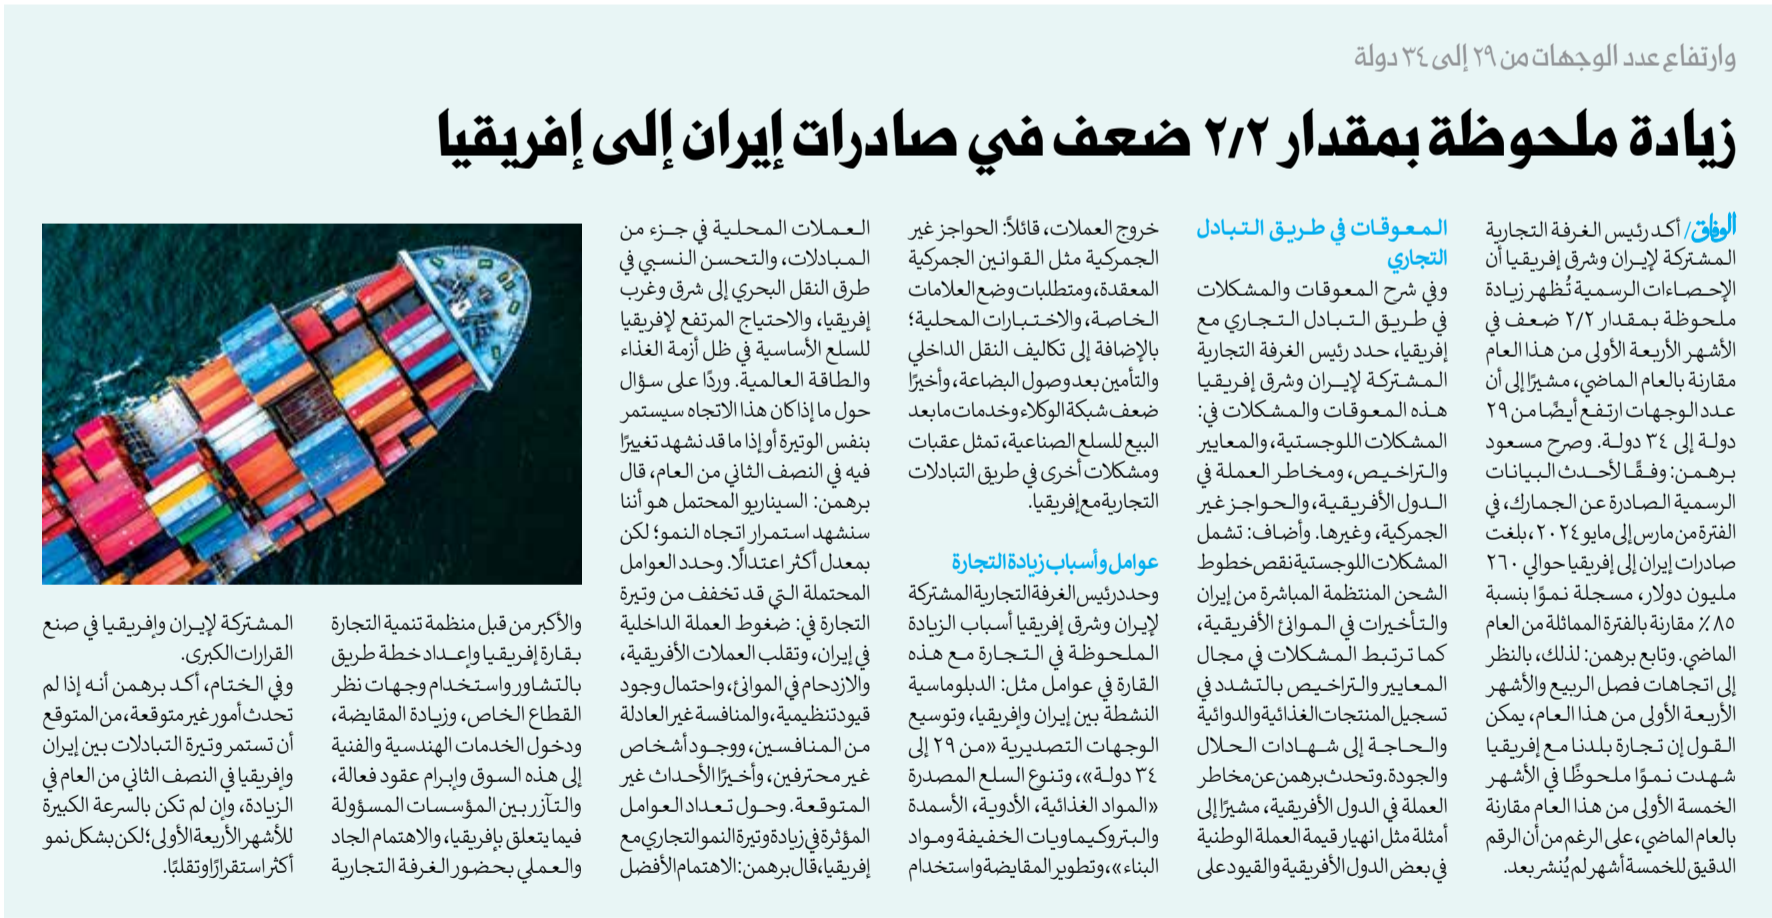 وارتفاع عدد الوجهات من ٢٩ إلى ٣٤ دولة
زيادة ملحوظة بمقدار ٢/٢ ضعف في صادرات إيران إلى إفريقيا
الوفاق/ أكد رئيس الغرفة التجارية
المشتركة لإيران وشرق إفريقيا أن
الإحصاءات الرسمية تُظهر زيادة
ملحوظة بمقدار ٢/٢ ضعف في
الأشهر الأربعة الأولى من هذا العام
مقارنة بالعام الماضي، مشيرًا إلى أن
عدد الوجهات ارتفع أيضًا من ٢٩
دولة إلى ٣٤ دولة. وصرح مسعود
برهمن: وفقًا لأحدث البيانات
الرسمية الصادرة عن الجمارك، في
الفترة من مارس إلى مايو ٢٠٢٤، بلغت
صادرات إيران إلى إفريقيا حوالي ٢٦٠
مليون دولار، مسجلة نموًا بنسبة
٨٥٪ مقارنة بالفترة المماثلة من العام
الماضي. وتابع برهمن: لذلك، بالنظر
إلى اتجاهات فصل الربيع والأشهر
الأربعة الأولى من هذا العام، يمكن
القول إن تجارة بلدنا مع إفريقيا
شهدت نموًا ملحوظًا في الأشهر
الخمسة الأولى من هذا العام مقارنة
بالعام الماضي، على الرغم من أن الرقم
الدقيق للخمسة أشهر لم يُنشر بعد.
المعوقات في طريق التبادل
التجاري
وفي شرح المعوقات والمشكلات
في طريق التبادل التجاري مع
إفريقيا، حدد رئيس الغرفة التجارية
المشتركة لإيران وشرق إفريقيا
هذه المعوقات والمشكلات في:
المشكلات اللوجستية، والمعايير
والتراخيص، ومخاطر العملة في
الدول الأفريقية، والحواجز غير
الجمركية، وغيرها. وأضاف: تشمل
المشكلات اللوجستية نقص خطوط
الشحن المنتظمة المباشرة من إيران
والتأخيرات في الموانئ الأفريقية،
كما ترتبط المشكلات في مجال
المعايير والتراخيص بالتشدد في
تسجيل المنتجات الغذائية والدوائية
والحاجة إلى شهادات الحلال
والجودة. وتحدث برهمن عن مخاطر
العملة في الدول الأفريقية، مشيرًا إلى
أمثلة مثل انهيار قيمة العملة الوطنية
في بعض الدول الأفريقية والقيود على
خروج العملات، قائلاً: الحواجز غير
الجمركية مثل القوانين الجمركية
المعقدة، ومتطلبات وضع العلامات
الخاصة، والاختبارات المحلية؛
بالإضافة إلى تكاليف النقل الداخلي
والتأمين بعد وصول البضاعة، وأخيرًا
ضعف شبكة الوكلاء وخدمات ما بعد
البيع للسلع الصناعية، تمثل عقبات
ومشكلات أخرى في طريق التبادلات
التجارية مع إفريقيا.
عوامل وأسباب زيادة التجارة
وحدد رئيس الغرفة التجارية المشتركة
لإيران وشرق إفريقيا أسباب الزيادة
الملحوظة في التجارة مع هذه
القارة في عوامل مثل: الدبلوماسية
النشطة بين إيران وإفريقيا، وتوسيع
الوجهات التصديرية «من ٢٩ إلى
٣٤ دولة»، وتنوع السلع المصدرة
«المواد الغذائية، الأدوية، الأسمدة
والبتروكيماويات الخفيفة ومواد
البناء»، وتطوير المقايضة واستخدام
العملات المحلية في جزء من
المبادلات، والتحسن النسبي في
طرق النقل البحري إلى شرق وغرب
إفريقيا، والاحتياج المرتفع لإفريقيا
للسلع الأساسية في ظل أزمة الغذاء
والطاقة العالمية. وردًا على سؤال
حول ما إذا كان هذا الاتجاه سيستمر
بنفس الوتيرة أو إذا ما قد نشهد تغييرًا
فيه في النصف الثاني من العام، قال
برهمن: السيناريو المحتمل هو أننا
سنشهد استمرار اتجاه النمو؛ لكن
بمعدل أكثر اعتدالًا. وحدد العوامل
المحتملة التي قد تخفف من وتيرة
التجارة في: ضغوط العملة الداخلية
في إيران، وتقلب العملات الأفريقية،
والازدحام في الموانئ، واحتمال وجود
قيود تنظيمية، والمنافسة غير العادلة
من المنافسين، ووجود أشخاص
غير محترفين، وأخيرًا الأحداث غير
المتوقعة. وحول تعداد العوامل
المؤثرة في زيادة وتيرة النمو التجاري مع
إفريقيا، قال برهمن: الاهتمام الأفضل
والأكبر من قبل منظمة تنمية التجارة
بقارة إفريقيا وإعداد خطة طريق
بالتشاور واستخدام وجهات نظر
القطاع الخاص، وزيادة المقايضة،
ودخول الخدمات الهندسية والفنية
إلى هذه السوق وإبرام عقود فعالة،
والتآزر بين المؤسسات المسؤولة
فيما يتعلق بإفريقيا، والاهتمام الجاد
والعملي بحضور الغرفة التجارية
المشتركة لإيران وإفريقيا في صنع
القرارات الكبرى.
وفي الختام، أكد برهمن أنه إذا لم
تحدث أمور غير متوقعة، من المتوقع
أن تستمر وتيرة التبادلات بين إيران
وإفريقيا في النصف الثاني من العام في
الزيادة، وإن لم تكن بالسرعة الكبيرة
للأشهر الأربعة الأولى؛ لكن بشكل نمو
أكثر استقرارًا وتقلبًا.